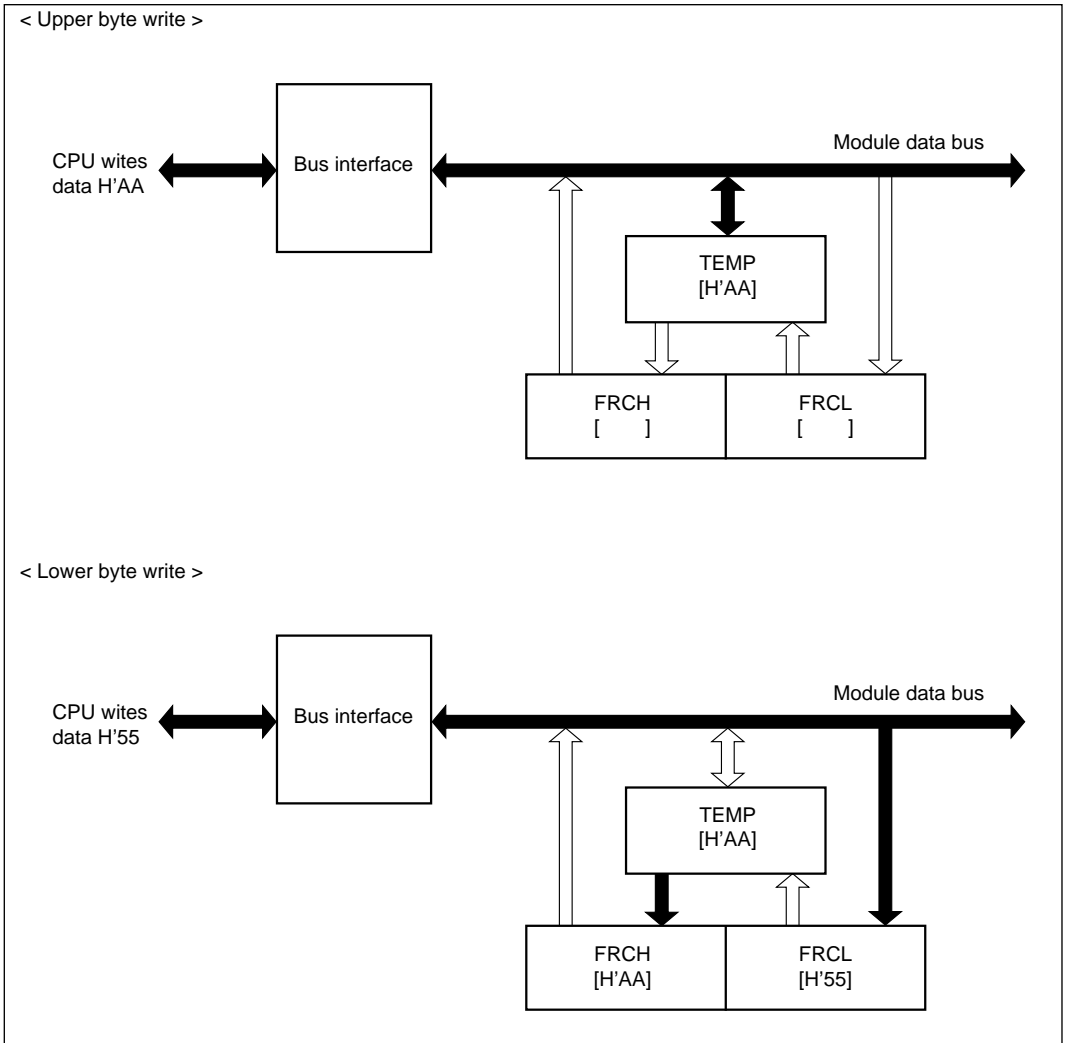 < Upper byte write >
Module data bus
CPU wites
data H'AA
Bus interface
TEMP
[H'AA]
FRCH
[ ]
FRCL
[ ]
< Lower byte write >
Module data bus
CPU wites
data H'55
Bus interface
TEMP
[H'AA]
FRCH
[H'AA]
FRCL
[H'55]